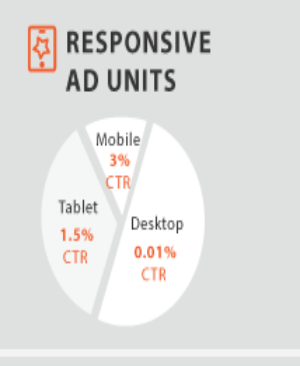 RESPONSIVE
AD UNITS
Mobile
3%
CTR
Tablet
1.5%
CTR
Desktop
0.01%
CTR